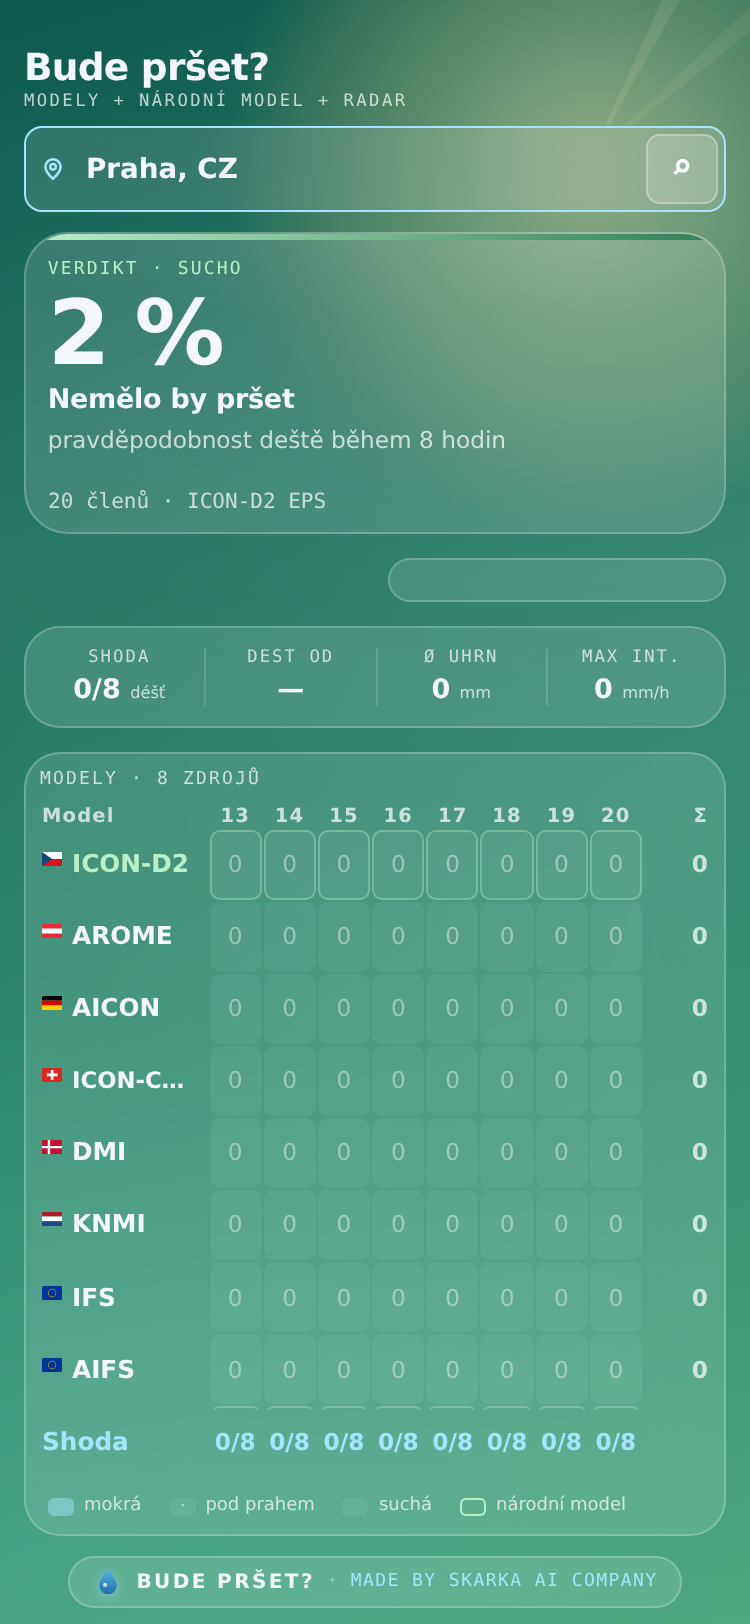 Bude pršet?
MODELY + NÁRODNÍ MODEL + RADAR
Praha, CZ
VERDIKT · SUCHO
2 %
Nemělo by pršet
pravděpodobnost deště během 8 hodin
20 členů · ICON-D2 EPS
SHODA DEST OD Ø UHRN MAX INT.
0/8 déšť — 0 mm 0 mm/h
MODELY · 8 ZDROJŮ
Model 13 14 15 16 17 18 19 20 Σ
ICON-D2 0 0 0 0 0 0 0 0 0
AROME 0 0 0 0 0 0 0 0 0
AICON 0 0 0 0 0 0 0 0 0
ICON-C… 0 0 0 0 0 0 0 0 0
DMI 0 0 0 0 0 0 0 0 0
KNMI 0 0 0 0 0 0 0 0 0
IFS 0 0 0 0 0 0 0 0 0
AIFS 0 0 0 0 0 0 0 0 0
Shoda 0/8 0/8 0/8 0/8 0/8 0/8 0/8 0/8
mokrá · pod prahem suchá národní model
BUDE PRŠET? · MADE BY SKARKA AI COMPANY